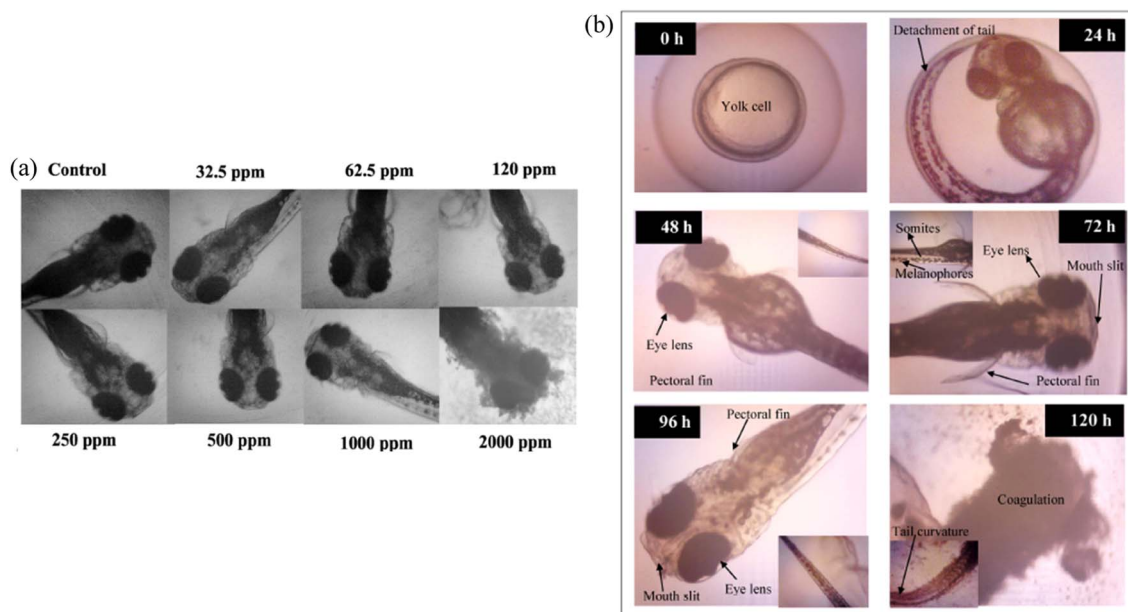 (a)
Control 32.5 ppm 62.5 ppm 120 ppm
250 ppm 500 ppm 1000 ppm 2000 ppm
(b)
0 h
Yolk cell
24 h
Detachment of tail
48 h
Eye lens
Pectoral fin
72 h
Somites
Melanophores
Eye lens
Mouth slit
Pectoral fin
96 h
Pectoral fin
Mouth slit
Eye lens
120 h
Coagulation
Tail curvature